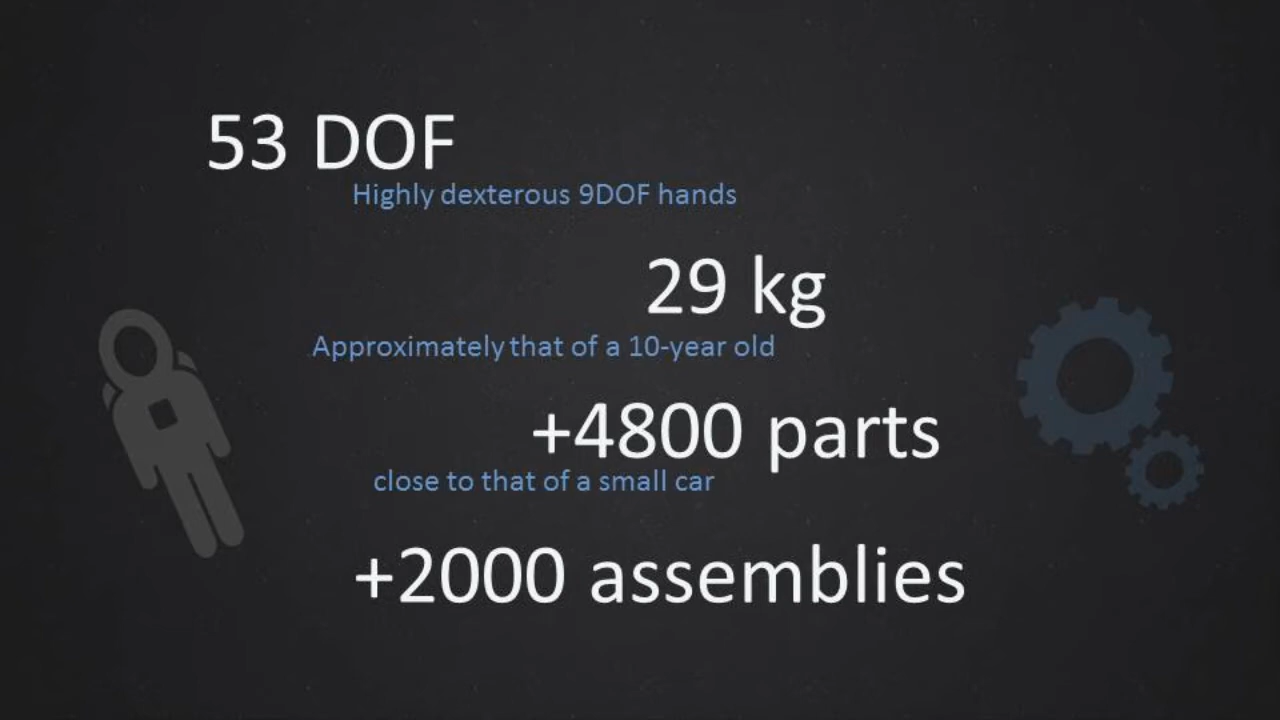 53 DOF
Highly dexterous 9DOF hands
29 kg
Approximately that of a 10-year old
+4800 parts
close to that of a small car
+2000 assemblies